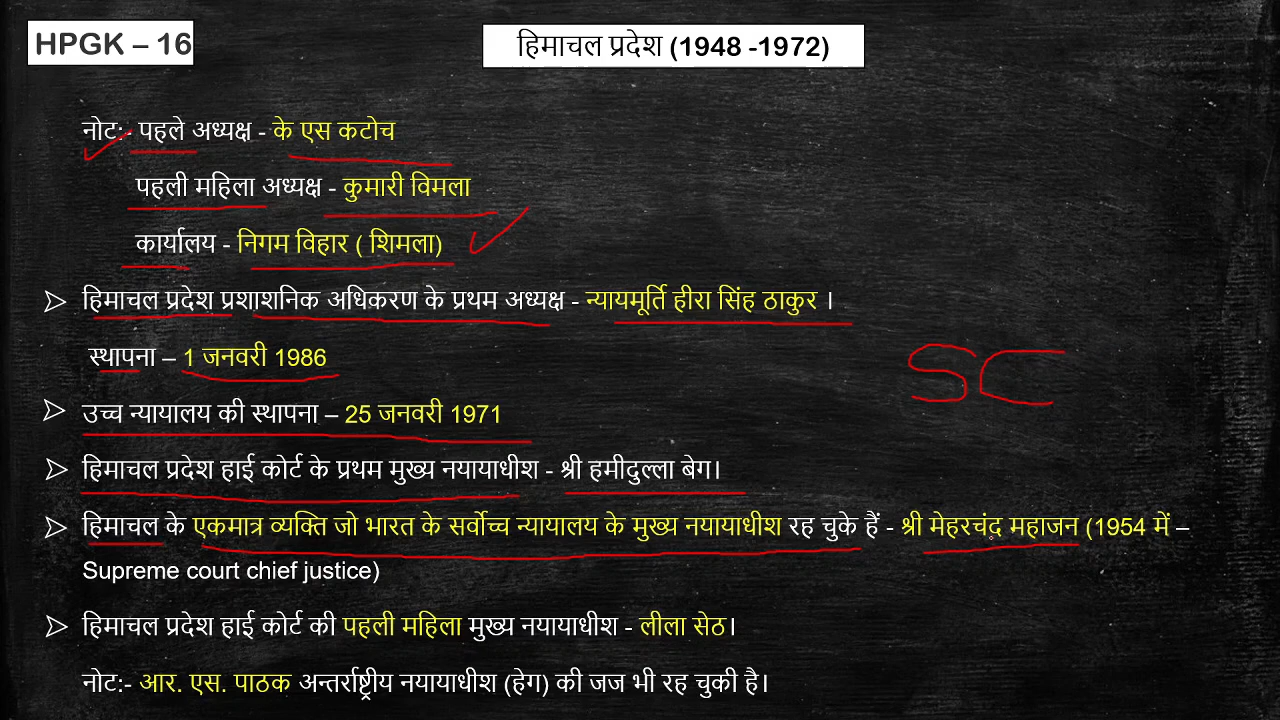 HPGK – 16
हिमाचल प्रदेश (1948 -1972)
नोट:- पहले अध्यक्ष - के एस कटोच
पहली महिला अध्यक्ष - कुमारी विमला
कार्यालय - निगम विहार ( शिमला)
हिमाचल प्रदेश प्रशाशनिक अधिकरण के प्रथम अध्यक्ष - न्यायमूर्ति हीरा सिंह ठाकुर ।
स्थापना – 1 जनवरी 1986
SC
उच्च न्यायालय की स्थापना – 25 जनवरी 1971
हिमाचल प्रदेश हाई कोर्ट के प्रथम मुख्य नयायाधीश - श्री हमीदुल्ला बेग।
हिमाचल के एकमात्र व्यक्ति जो भारत के सर्वोच्च न्यायालय के मुख्य नयायाधीश रह चुके हैं - श्री मेहरचंद महाजन (1954 में –
Supreme court chief justice)
हिमाचल प्रदेश हाई कोर्ट की पहली महिला मुख्य नयायाधीश - लीला सेठ।
नोट:- आर. एस. पाठक अन्तर्राष्ट्रीय नयायाधीश (हेग) की जज भी रह चुकी है।